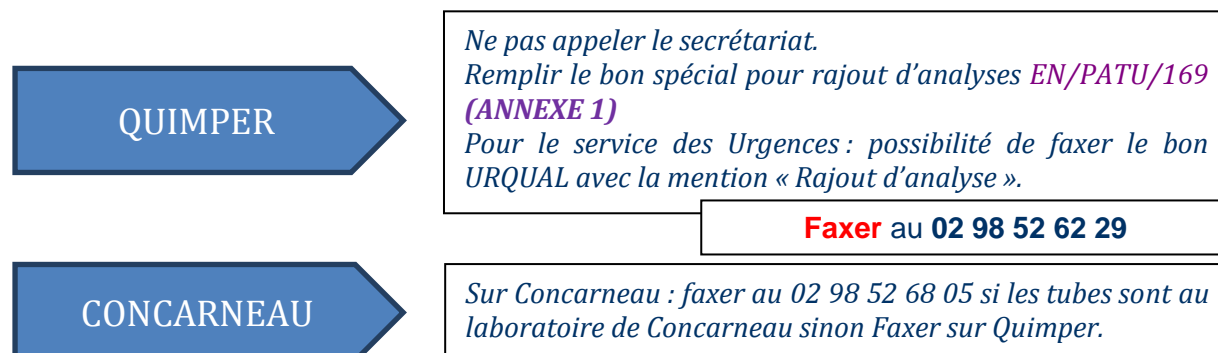 QUIMPER
Ne pas appeler le secrétariat.
Remplir le bon spécial pour rajout d’analyses EN/PATU/169
(ANNEXE 1)
Pour le service des Urgences : possibilité de faxer le bon
URQUAL avec la mention « Rajout d’analyse ».
Faxer au 02 98 52 62 29
CONCARNEAU
Sur Concarneau : faxer au 02 98 52 68 05 si les tubes sont au
laboratoire de Concarneau sinon Faxer sur Quimper.